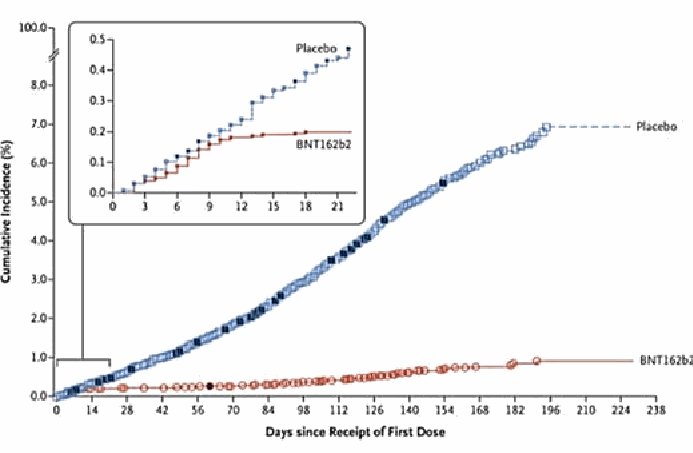 100.0
8.0
7.0
6.0
5.0
4.0
3.0
2.0
1.0
0.0
Cumulative Incidence (%)
0.5
0.4
0.3
0.2
0.1
0.0
Placebo
BNT162b2
0 3 6 9 12 15 18 21
Placebo
BNT162b2
0 14 28 42 56 70 84 98 112 126 140 154 168 182 196 210 224 238
Days since Receipt of First Dose